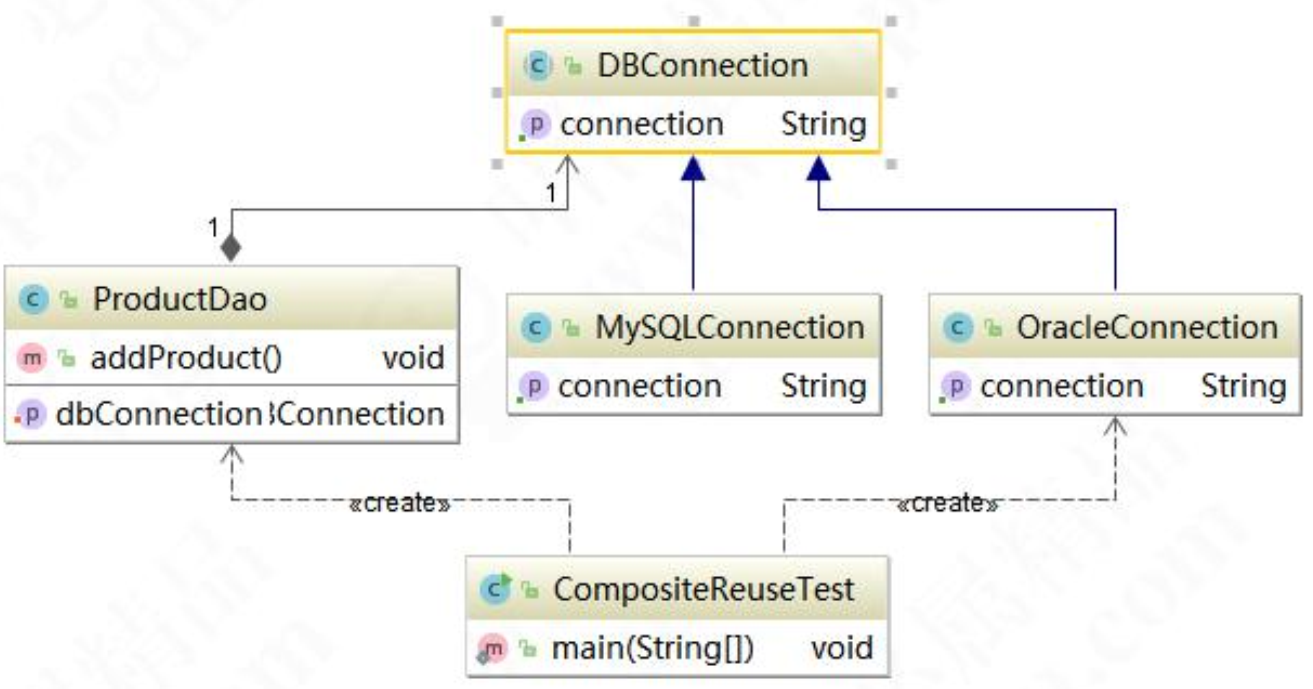 DBConnection
connection String
1
1
ProductDao
addProduct() void
dbConnection Connection
MySQLConnection
connection String
OracleConnection
connection String
«create»
«create»
CompositeReuseTest
main(String[]) void